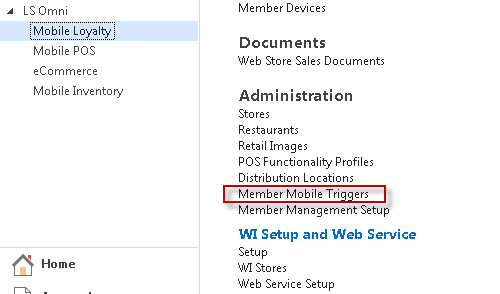 LS Omni
Mobile Loyalty
Mobile POS
eCommerce
Mobile Inventory
Home
Member Devices
Documents
Web Store Sales Documents
Administration
Stores
Restaurants
Retail Images
POS Functionality Profiles
Distribution Locations
Member Mobile Triggers
Member Management Setup
WI Setup and Web Service
Setup
WI Stores
Web Service Setup